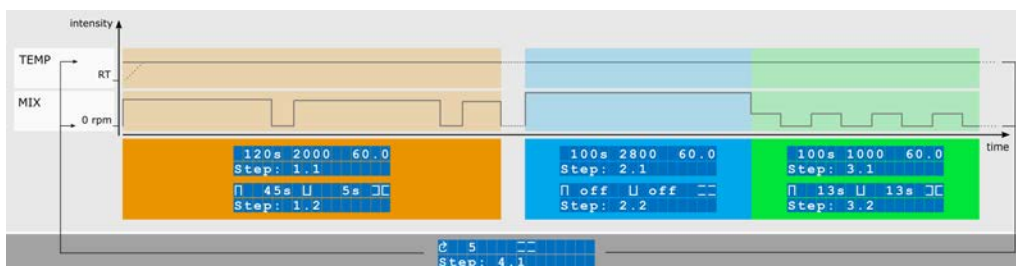 intensity
TEMP
RT
MIX
0 rpm
time
120s 2000 60.0
Step: 1.1
⊓ 45s ⊔ 5s ⊐⊏
Step: 1.2
100s 2800 60.0
Step: 2.1
⊓ off ⊔ off
Step: 2.2
100s 1000 60.0
Step: 3.1
⊓ 13s ⊔ 13s ⊐⊏
Step: 3.2
↻ 5
Step: 4.1